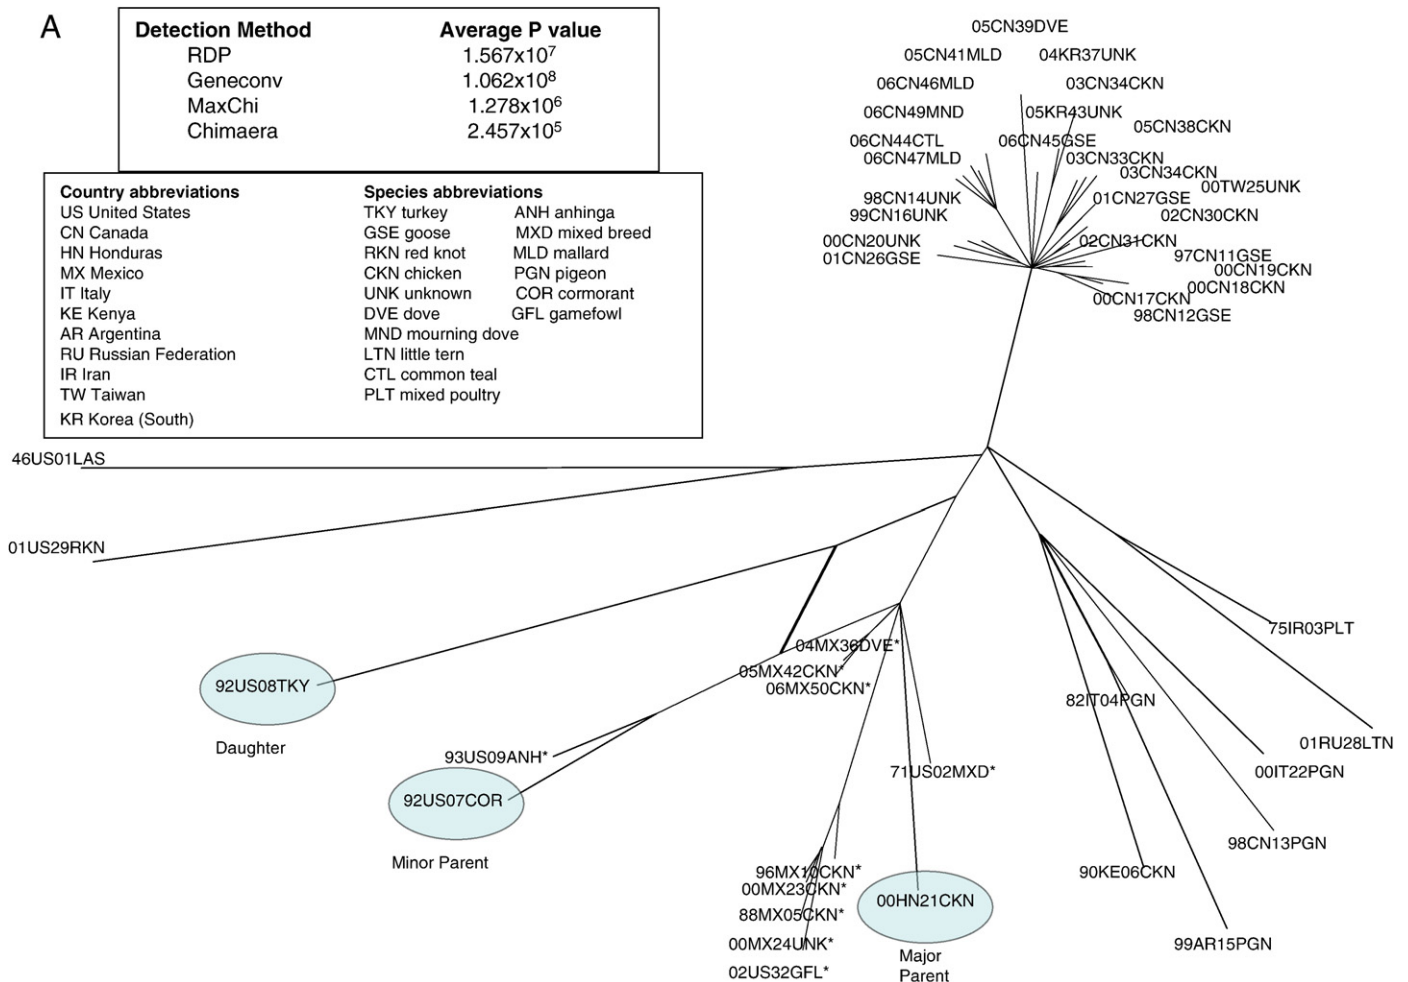 A
Detection Method Average P value
RDP 1.567x10⁷
Geneconv 1.062x10⁸
MaxChi 1.278x10⁶
Chimaera 2.457x10⁵
Country abbreviations
US United States
CN Canada
HN Honduras
MX Mexico
IT Italy
KE Kenya
AR Argentina
RU Russian Federation
IR Iran
TW Taiwan
KR Korea (South)
Species abbreviations
TKY turkey ANH anhinga
GSE goose MXD mixed breed
RKN red knot MLD mallard
CKN chicken PGN pigeon
UNK unknown COR cormorant
DVE dove GFL gamefowl
MND mourning dove
LTN little tern
CTL common teal
PLT mixed poultry
05CN39DVE
05CN41MLD 04KR37UNK
06CN46MLD 03CN34CKN
06CN49MND 05KR43UNK
05CN38CKN
06CN44CTL 06CN45GSE
06CN47MLD 03CN33CKN
03CN34CKN
00TW25UNK
98CN14UNK 01CN27GSE
99CN16UNK 02CN30CKN
00CN20UNK 02CN31CKN
01CN26GSE 97CN11GSE
00CN19CKN
00CN18CKN
00CN17CKN
98CN12GSE
46US01LAS
01US29RKN
75IR03PLT
04MX36DVE*
05MX42CKN*
06MX50CKN*
92US08TKY
Daughter
82IT04PGN
01RU28LTN
93US09ANH*
71US02MXD*
00IT22PGN
92US07COR
Minor Parent
98CN13PGN
96MX10CKN*
90KE06CKN
00MX23CKN*
00HN21CKN
88MX05CKN*
00MX24UNK*
99AR15PGN
Major
Parent
02US32GFL*